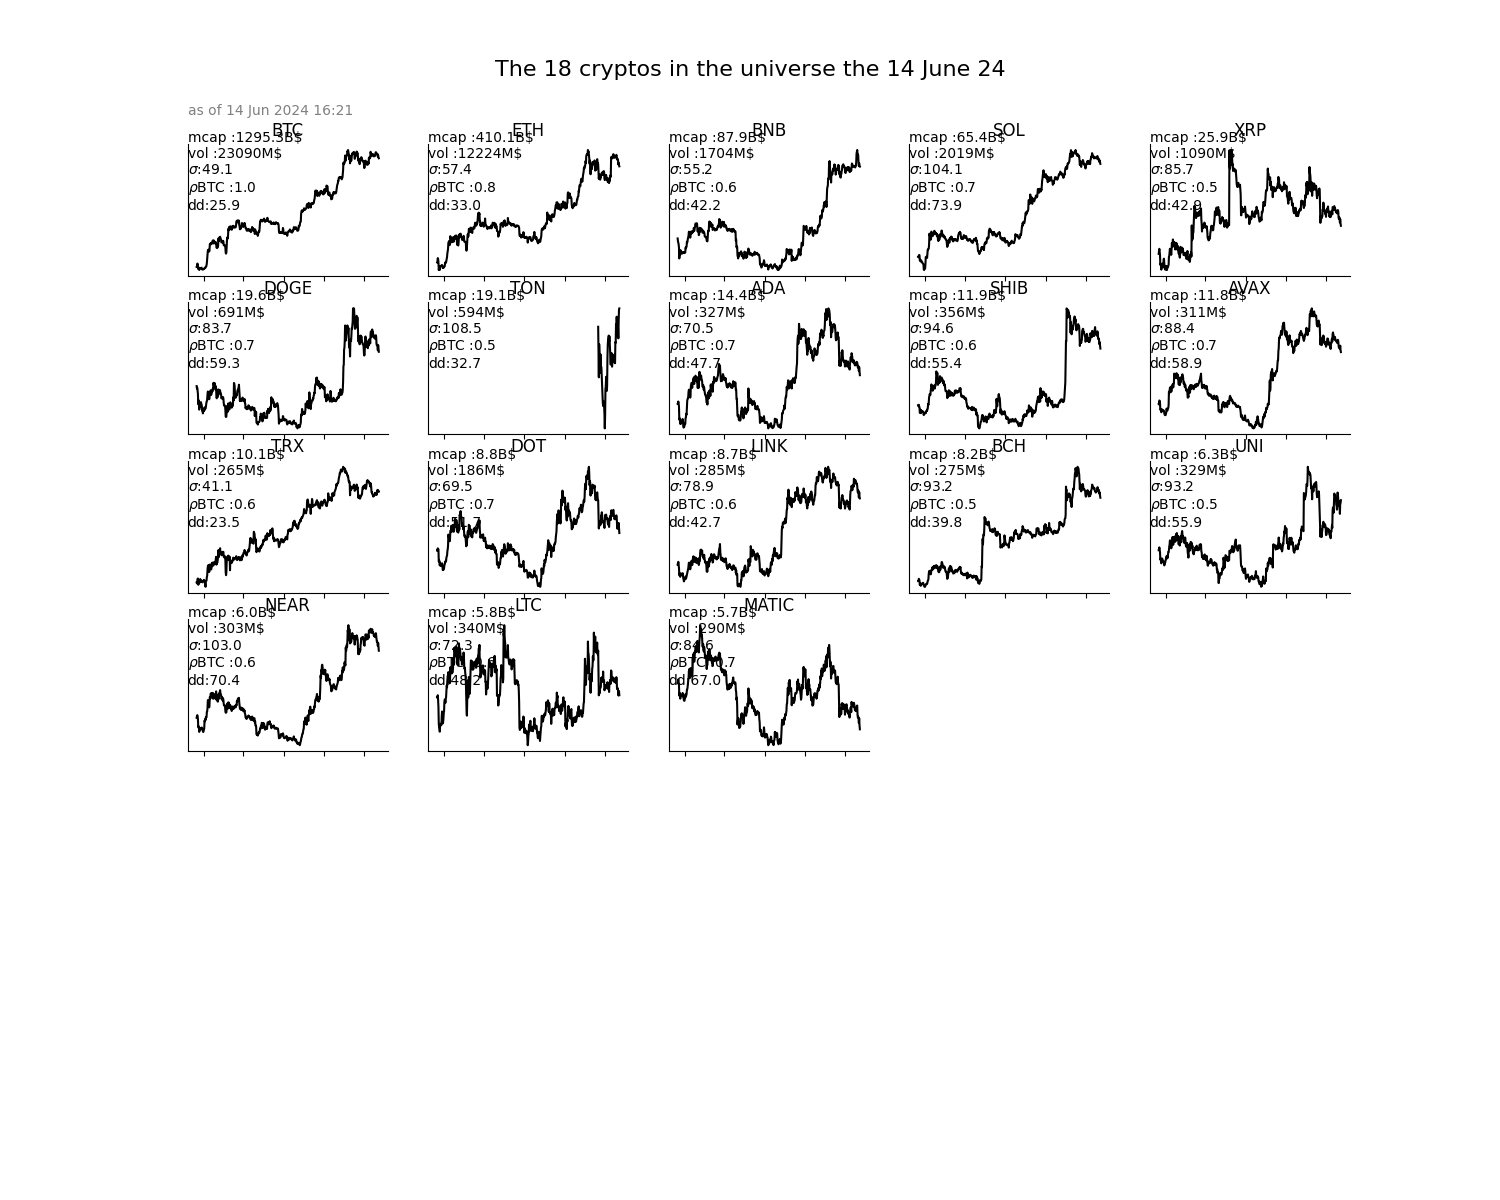 The 18 cryptos in the universe the 14 June 24
as of 14 Jun 2024 16:21
BTC
mcap :1295.3B$
vol :23090M$
σ:49.1
ρBTC :1.0
dd:25.9
ETH
mcap :410.1B$
vol :12224M$
σ:57.4
ρBTC :0.8
dd:33.0
BNB
mcap :87.9B$
vol :1704M$
σ:55.2
ρBTC :0.6
dd:42.2
SOL
mcap :65.4B$
vol :2019M$
σ:104.1
ρBTC :0.7
dd:73.9
XRP
mcap :25.9B$
vol :1090M$
σ:85.7
ρBTC :0.5
dd:42.9
DOGE
mcap :19.6B$
vol :691M$
σ:83.7
ρBTC :0.7
dd:59.3
TON
mcap :19.1B$
vol :594M$
σ:108.5
ρBTC :0.5
dd:32.7
ADA
mcap :14.4B$
vol :327M$
σ:70.5
ρBTC :0.7
dd:47.7
SHIB
mcap :11.9B$
vol :356M$
σ:94.6
ρBTC :0.6
dd:55.4
AVAX
mcap :11.8B$
vol :311M$
σ:88.4
ρBTC :0.7
dd:58.9
TRX
mcap :10.1B$
vol :265M$
σ:41.1
ρBTC :0.6
dd:23.5
DOT
mcap :8.8B$
vol :186M$
σ:69.5
ρBTC :0.7
LINK
mcap :8.7B$
vol :285M$
σ:78.9
ρBTC :0.6
dd:42.7
BCH
mcap :8.2B$
vol :275M$
σ:93.2
ρBTC :0.5
dd:39.8
UNI
mcap :6.3B$
vol :329M$
σ:93.2
ρBTC :0.5
dd:55.9
NEAR
mcap :6.0B$
vol :303M$
σ:103.0
ρBTC :0.6
dd:70.4
LTC
mcap :5.8B$
vol :340M$
σ:72.3
dd:48.2
MATIC
mcap :5.7B$
vol :290M$
σ:84.6
ρBTC :0.7
dd:67.0